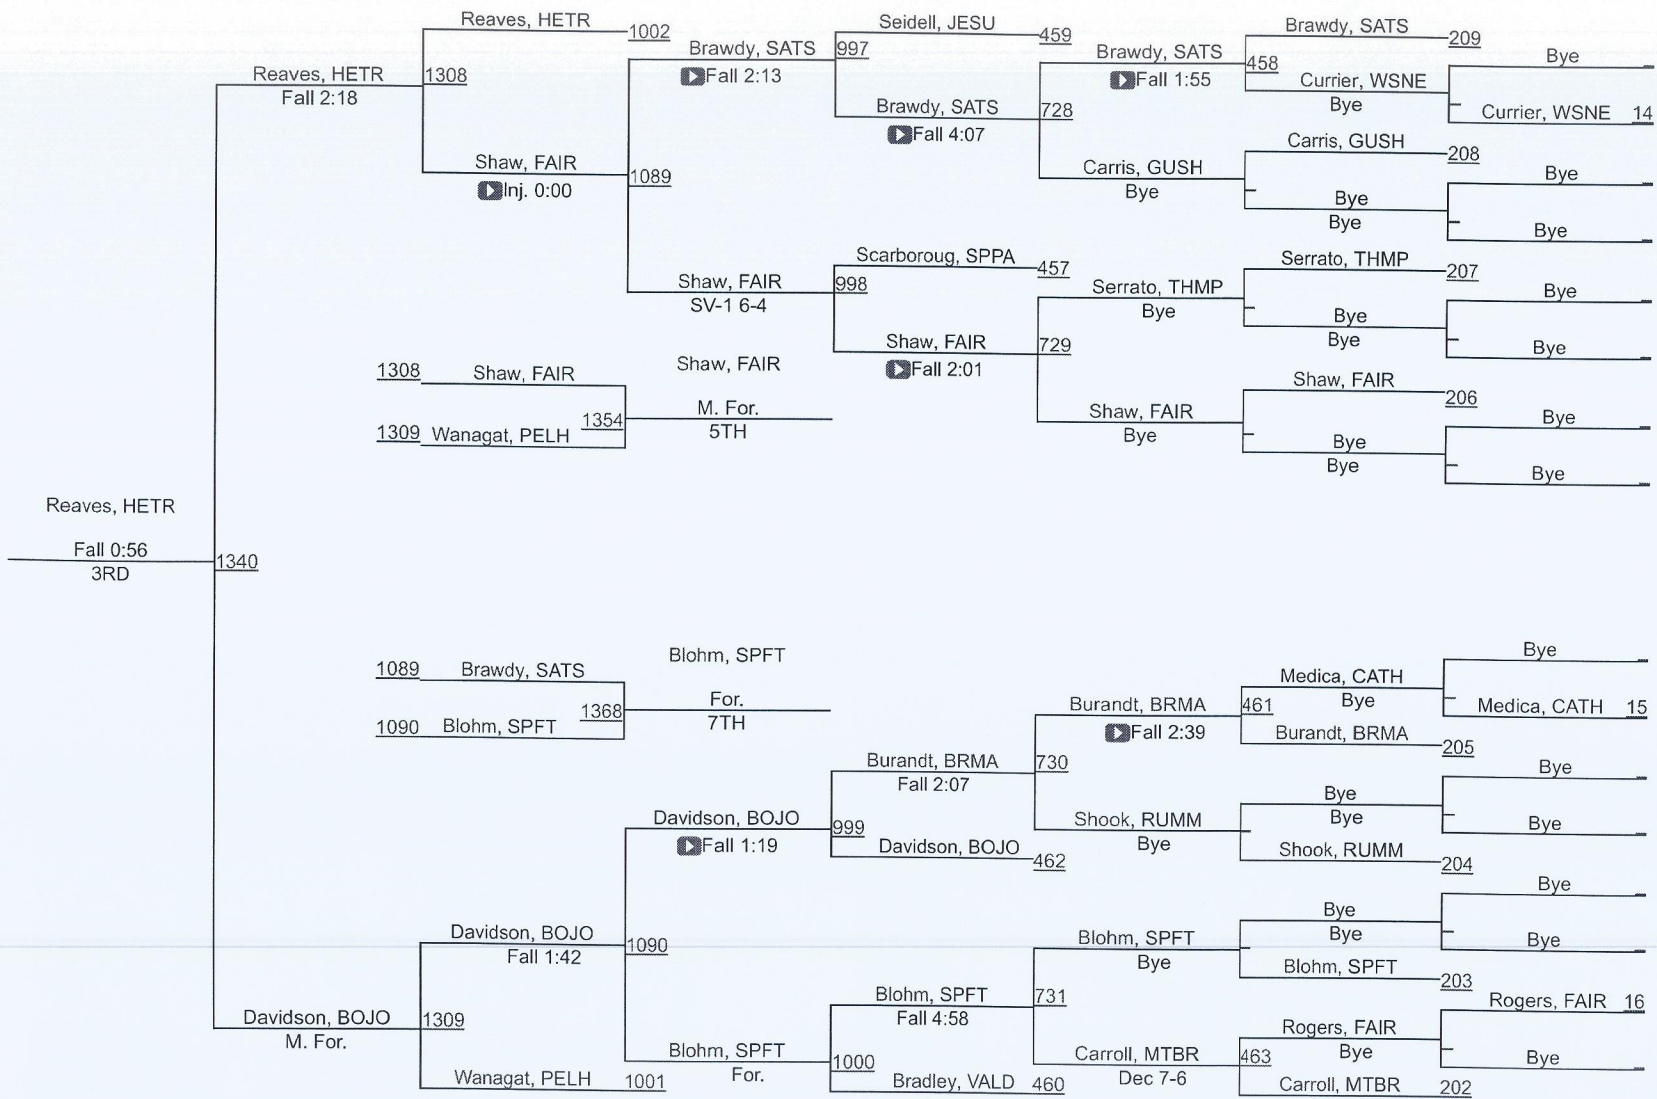 Reaves, HETR
1002
Reaves, HETR
Fall 2:18
1308
Shaw, FAIR
Inj. 0:00
Brawdy, SATS
Fall 2:13
1089
Shaw, FAIR
SV-1 6-4
Seidell, JESU
459
997
Brawdy, SATS
Fall 4:07
Scarboroug, SPPA
457
998
Shaw, FAIR
Fall 2:01
Brawdy, SATS
Fall 1:55
728
Carris, GUSH
Bye
Serrato, THMP
Bye
729
Shaw, FAIR
Bye
Brawdy, SATS
209
458
Currier, WSNE
Bye
Carris, GUSH
208
Bye
Bye
Serrato, THMP
207
Bye
Bye
Shaw, FAIR
206
Bye
Bye
Bye
Currier, WSNE 14
Bye
Bye
Bye
Bye
Bye
Bye
1308 Shaw, FAIR
1309 Wanagat, PELH
1354
Shaw, FAIR
M. For.
5TH
Reaves, HETR
Fall 0:56
3RD
1340
1089 Brawdy, SATS
1090 Blohm, SPFT
1368
Blohm, SPFT
For.
7TH
Davidson, BOJO
M. For.
1309
Davidson, BOJO
Fall 1:42
1090
Wanagat, PELH 1001
Davidson, BOJO
Fall 1:19
999
Blohm, SPFT
For.
1000
Burandt, BRMA
Fall 2:07
730
Davidson, BOJO
462
Blohm, SPFT
Fall 4:58
731
Bradley, VALD 460
Burandt, BRMA
Fall 2:39
461
Shook, RUMM
Bye
Blohm, SPFT
Bye
Carroll, MTBR
Dec 7-6
463
Medica, CATH
Bye
Burandt, BRMA
205
Bye
Bye
Shook, RUMM
204
Bye
Bye
Blohm, SPFT
203
Rogers, FAIR
Bye
Carroll, MTBR 202
Bye
Medica, CATH 15
Bye
Bye
Bye
Bye
Rogers, FAIR 16
Bye